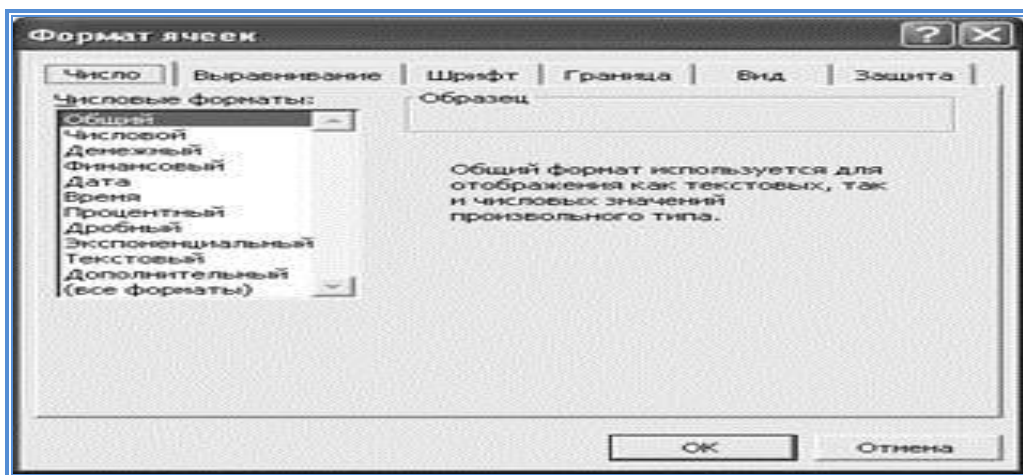 Формат ячеек
Число Выравнивание Шрифт Граница Вид Защита
Числовые форматы:
Общий
Числовой
Денежный
Финансовый
Дата
Время
Процентный
Дробный
Экспоненциальный
Текстовый
Дополнительный
(все форматы)
Образец
Общий формат используется для
отображения как текстовых, так
и числовых значений
произвольного типа.
ОК Отмена